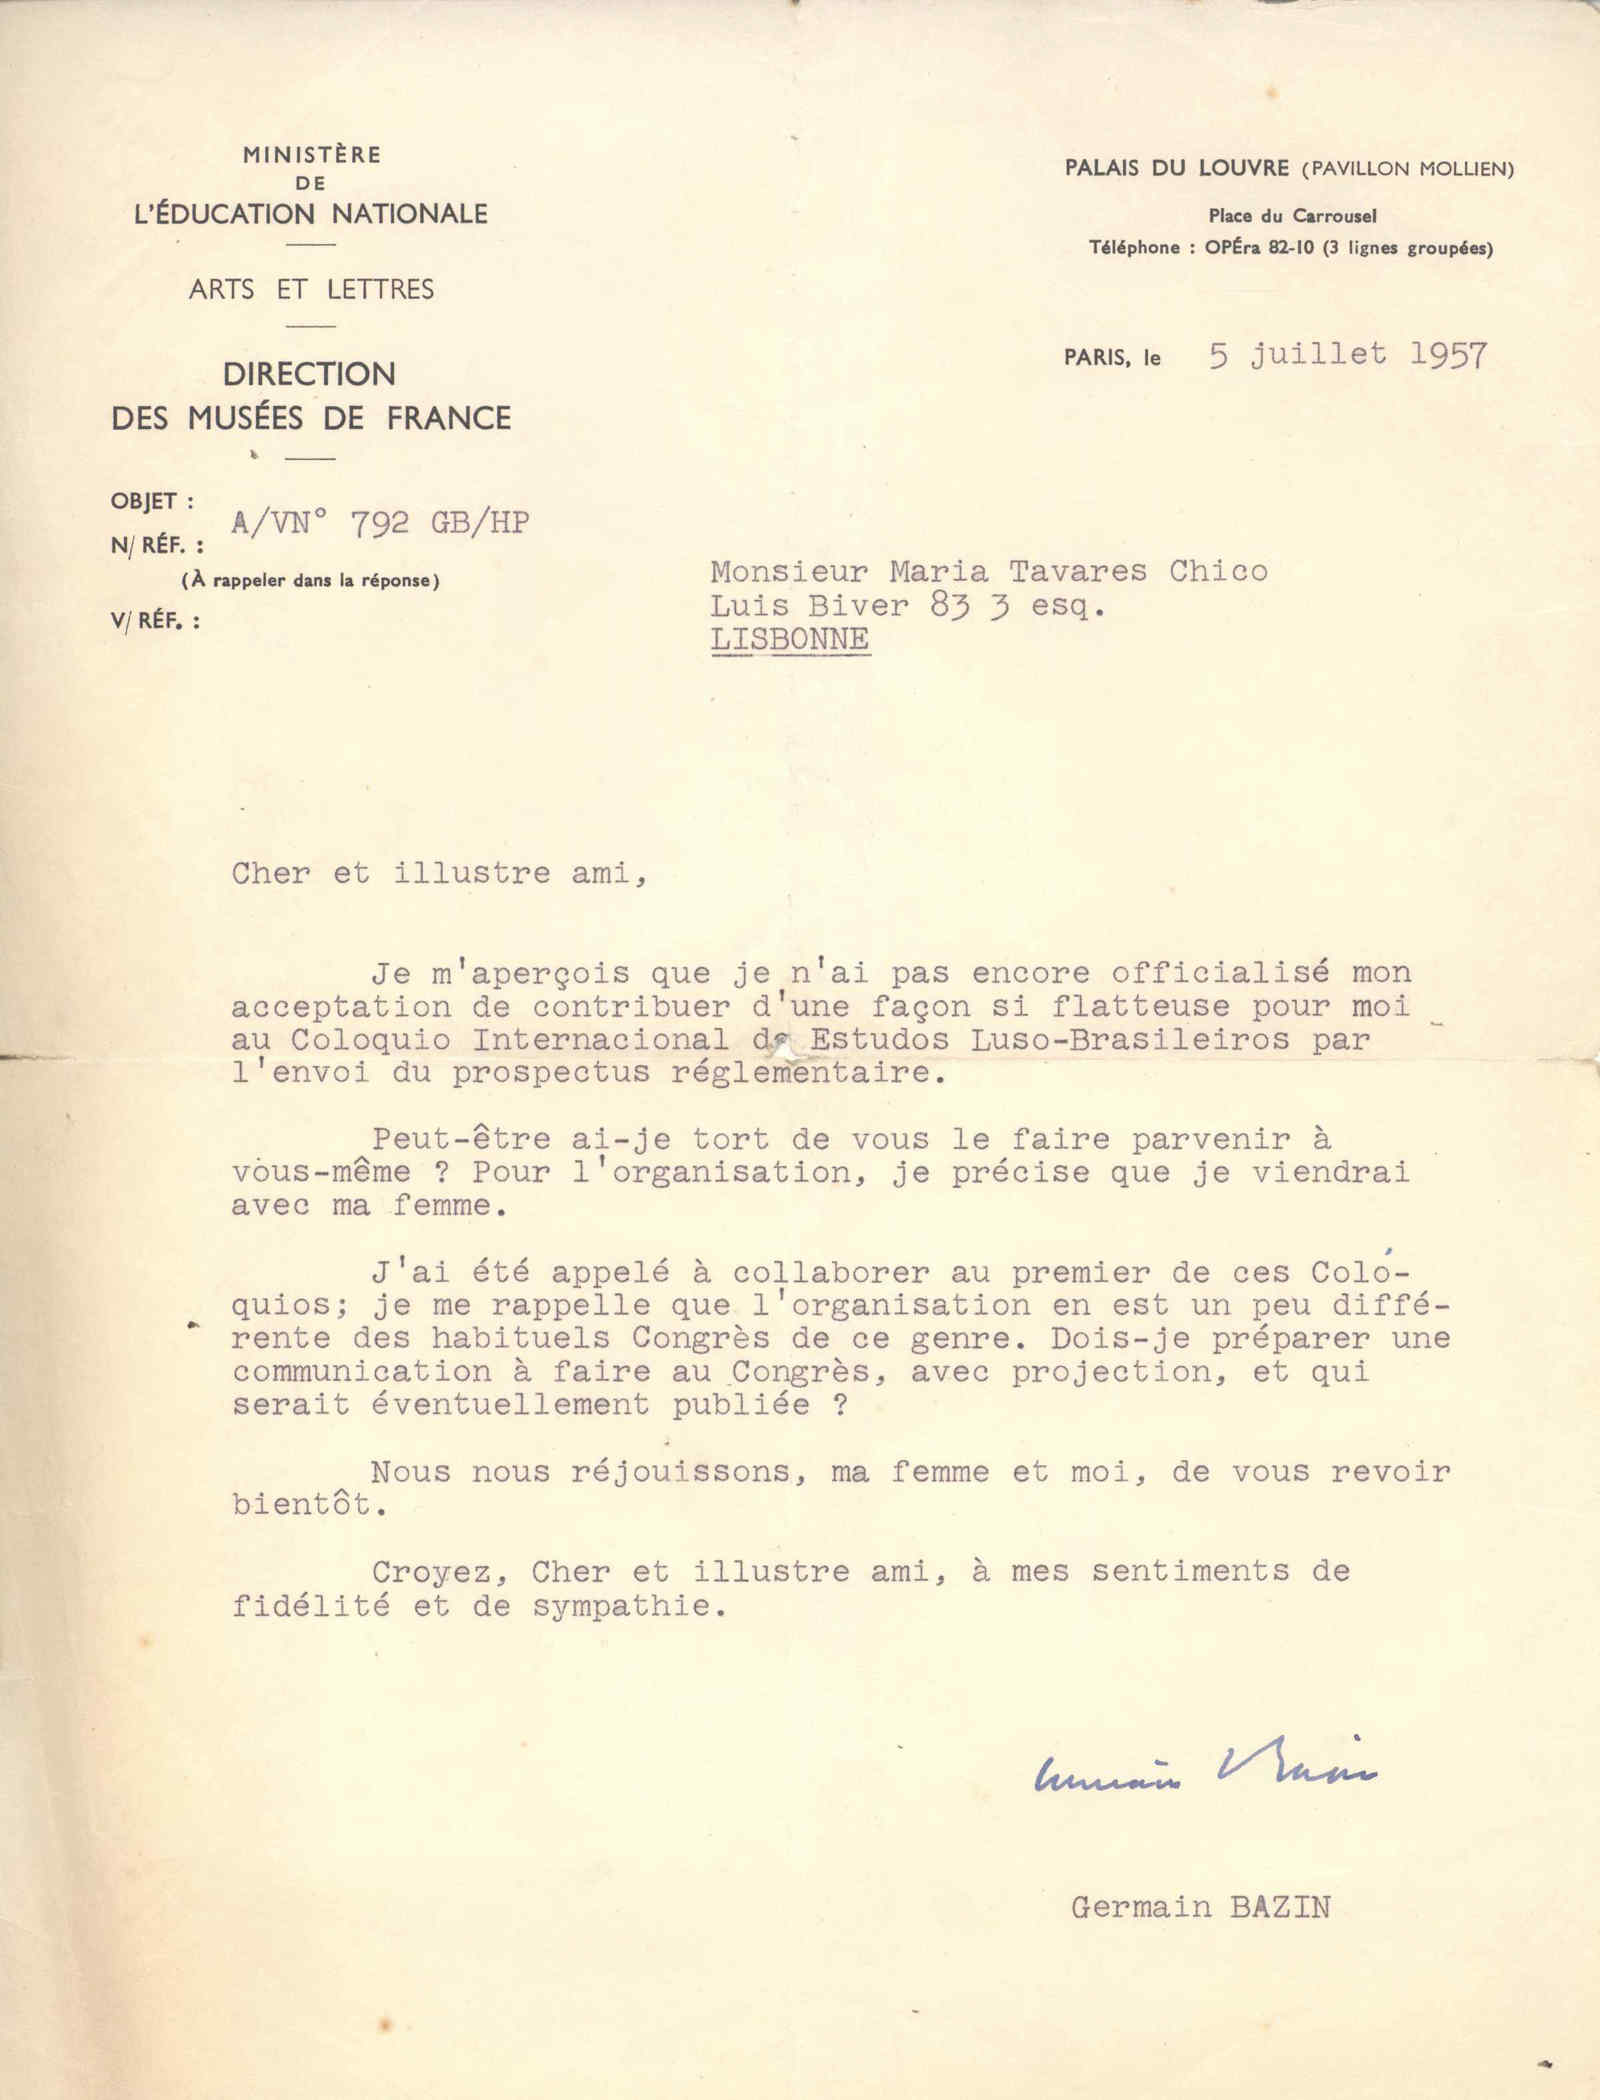 MINISTÈRE
DE
L'ÉDUCATION NATIONALE
ARTS ET LETTRES
DIRECTION
DES MUSÉES DE FRANCE
OBJET :
A/VN° 792 GB/HP
N/ RÉF. :
(À rappeler dans la réponse)
V/ RÉF. :
PALAIS DU LOUVRE (PAVILLON MOLLIEN)
Place du Carrousel
Téléphone : OPÉra 82-10 (3 lignes groupées)
PARIS, le 5 juillet 1957
Monsieur Maria Tavares Chico
Luis Biver 83 3 esq.
LISBONNE
Cher et illustre ami,
Je m'aperçois que je n'ai pas encore officialisé mon
acceptation de contribuer d'une façon si flatteuse pour moi
au Coloquio Internacional de Estudos Luso-Brasileiros par
l'envoi du prospectus réglementaire.
Peut-être ai-je tort de vous le faire parvenir à
vous-même ? Pour l'organisation, je précise que je viendrai
avec ma femme.
J'ai été appelé à collaborer au premier de ces Coló-
quios; je me rappelle que l'organisation en est un peu diffé-
rente des habituels Congrès de ce genre. Dois-je préparer une
communication à faire au Congrès, avec projection, et qui
serait éventuellement publiée ?
Nous nous réjouissons, ma femme et moi, de vous revoir
bientôt.
Croyez, Cher et illustre ami, à mes sentiments de
fidélité et de sympathie.
Germain Bazin
Germain BAZIN